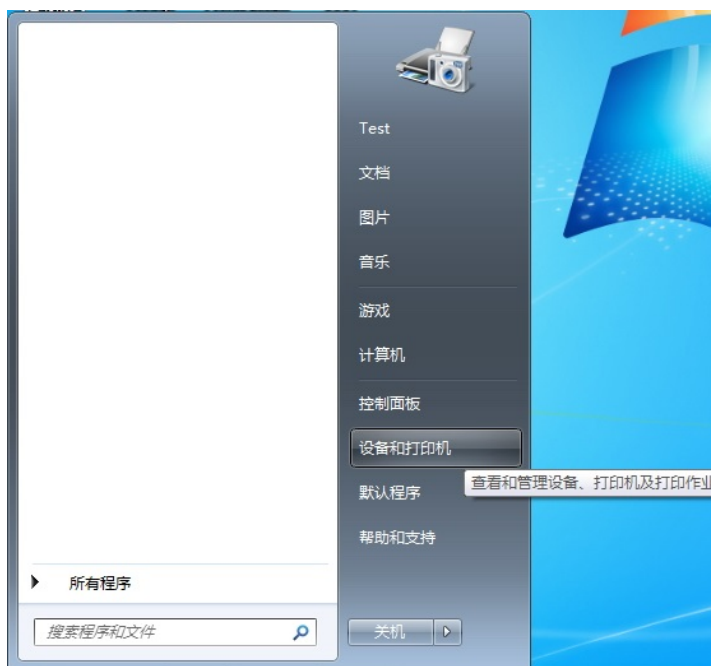 Test
文档
图片
音乐
游戏
计算机
控制面板
设备和打印机
查看和管理设备、打印机及打印作业
默认程序
帮助和支持
所有程序
搜索程序和文件
关机